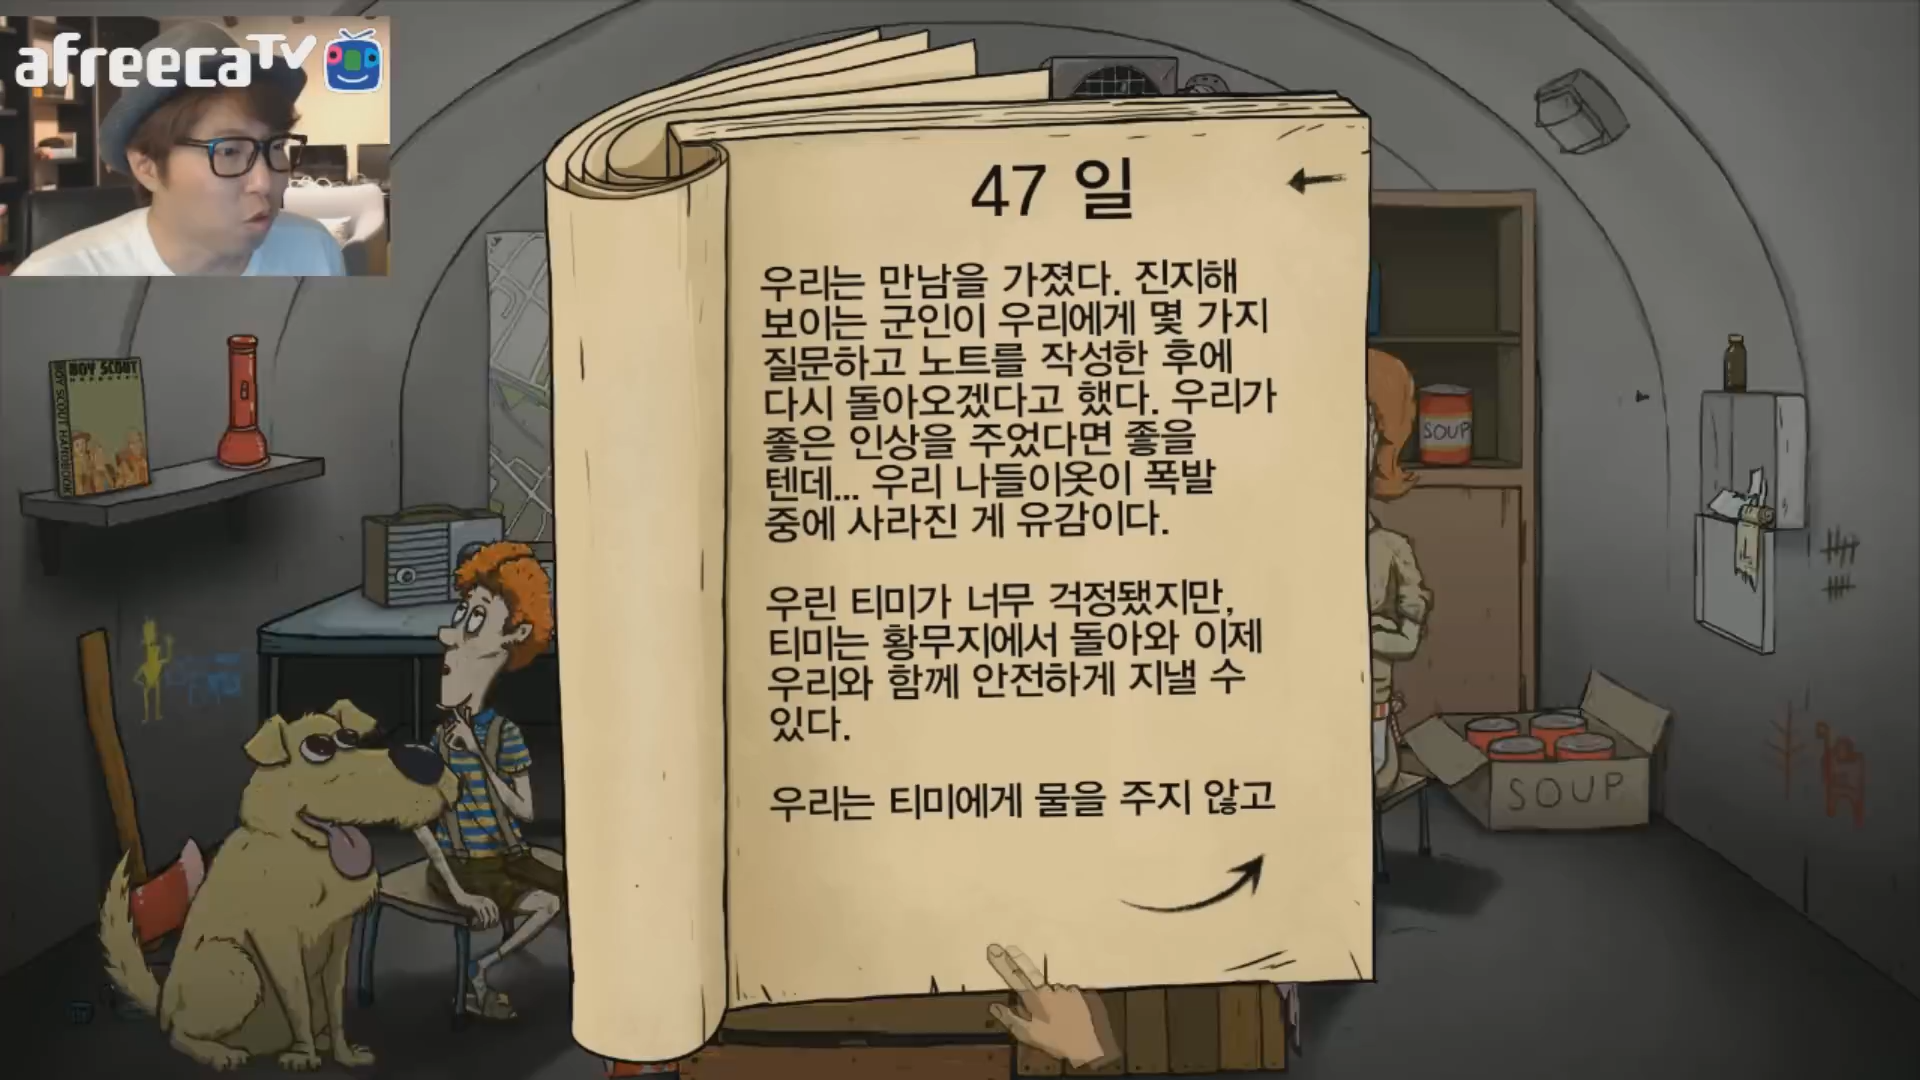 afreecaTV
BOY SCOUT
BOY SCOUT HANDBOOK
47 일
우리는 만남을 가졌다. 진지해
보이는 군인이 우리에게 몇 가지
질문하고 노트를 작성한 후에
다시 돌아오겠다고 했다. 우리가
좋은 인상을 주었다면 좋을
텐데... 우리 나들이옷이 폭발
중에 사라진 게 유감이다.
우린 티미가 너무 걱정됐지만,
티미는 황무지에서 돌아와 이제
우리와 함께 안전하게 지낼 수
있다.
우리는 티미에게 물을 주지 않고
SOUP
SOUP